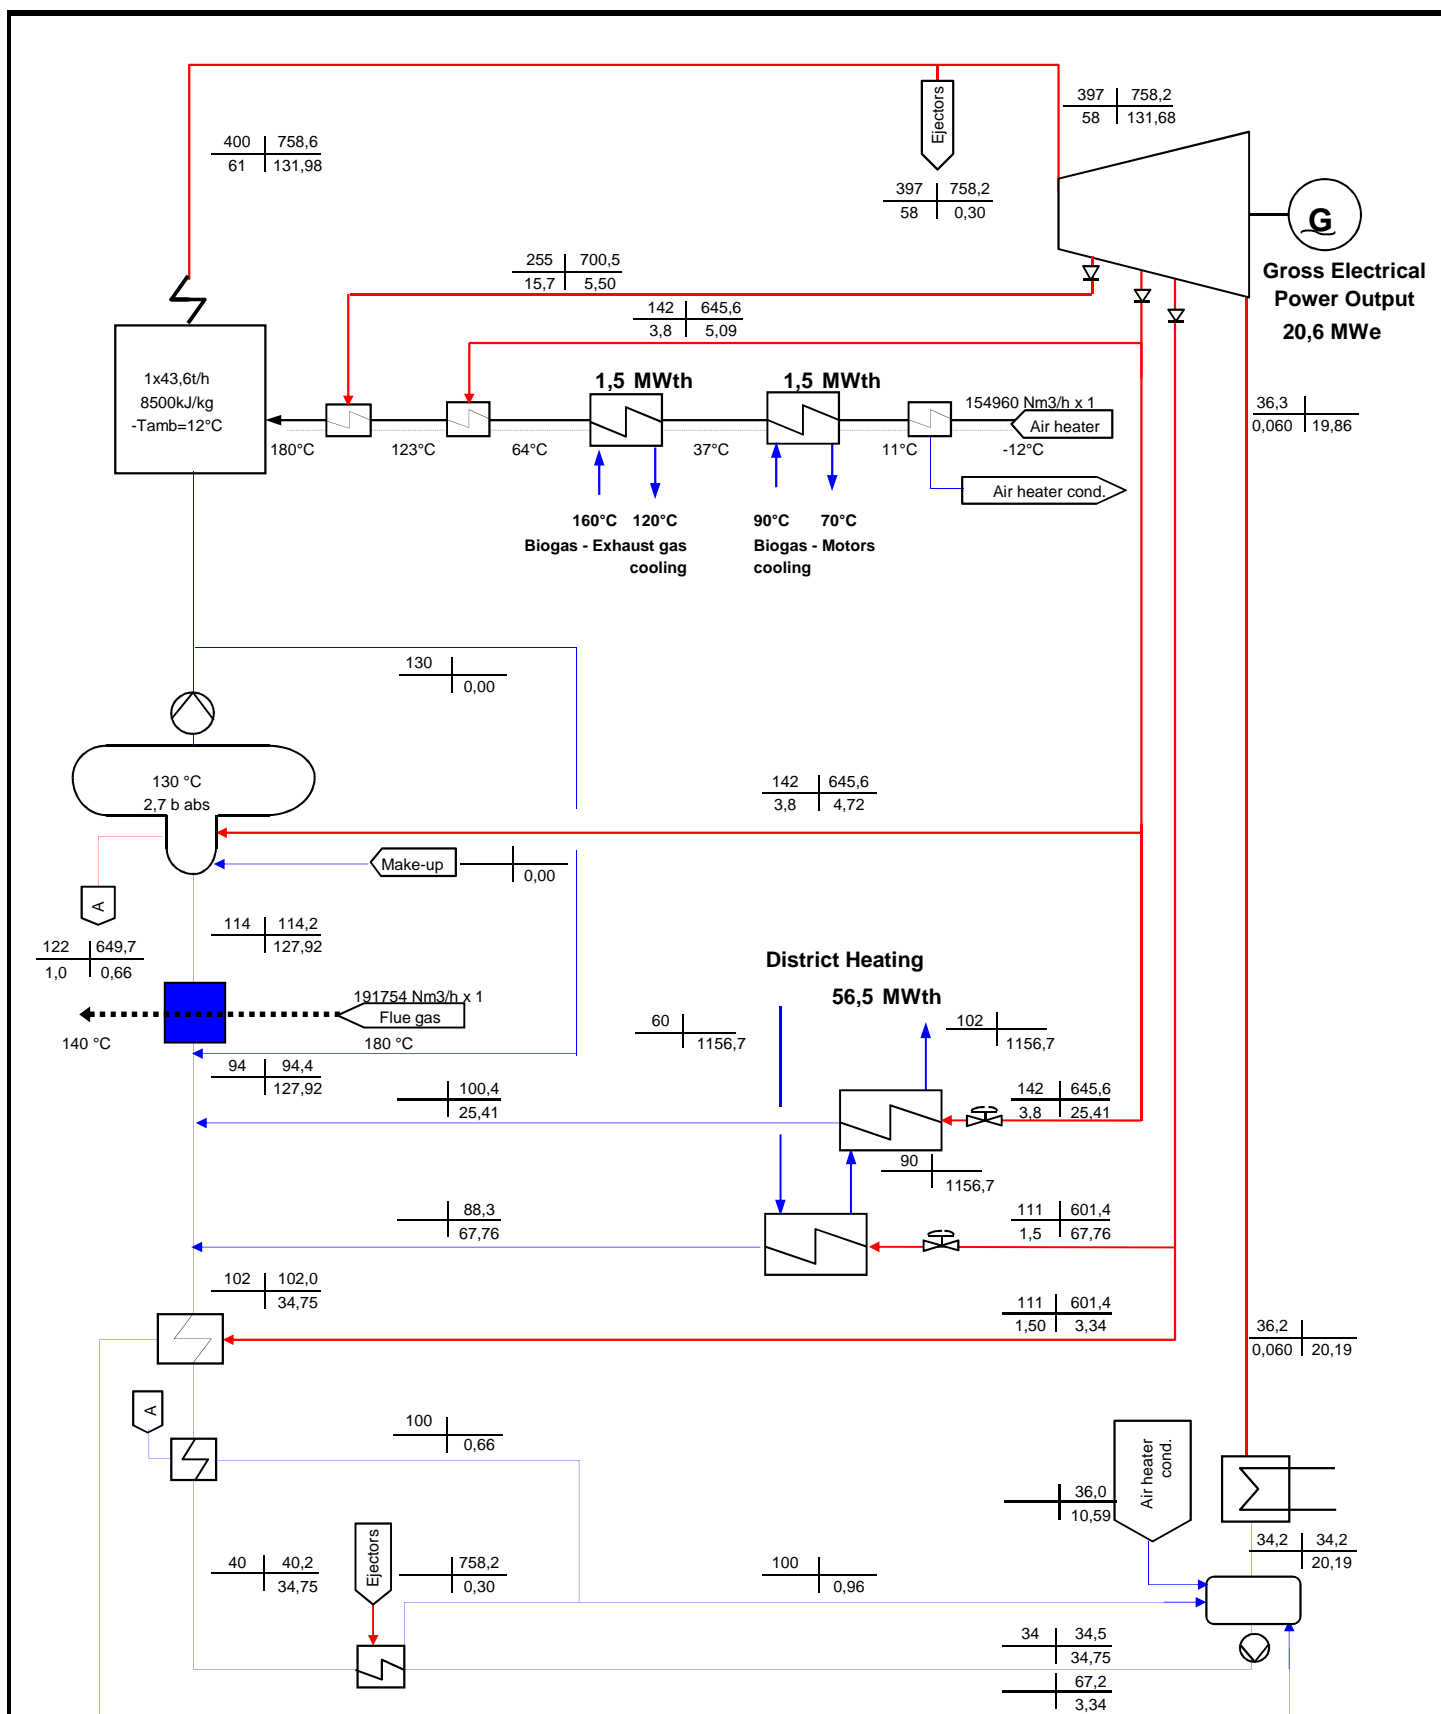 397 758,2
58 131,68
Ejectors
400 758,6
61 131,98
397 758,2
58 0,30
G
255 700,5
15,7 5,50
Gross Electrical
Power Output
20,6 MWe
142 645,6
3,8 5,09
1x43,6t/h
8500kJ/kg
-Tamb=12°C
1,5 MWth
1,5 MWth
154960 Nm3/h x 1
Air heater
36,3
0,060 19,86
180°C
123°C
64°C
37°C
11°C
-12°C
Air heater cond.
160°C 120°C
Biogas - Exhaust gas
cooling
90°C 70°C
Biogas - Motors
cooling
130
0,00
130 °C
2,7 b abs
142 645,6
3,8 4,72
Make-up
0,00
A
114 114,2
127,92
122 649,7
1,0 0,66
District Heating
56,5 MWth
191754 Nm3/h x 1
Flue gas
140 °C
180 °C
60
1156,7
102
1156,7
94 94,4
127,92
100,4
25,41
142 645,6
3,8 25,41
90
1156,7
88,3
67,76
111 601,4
1,5 67,76
102 102,0
34,75
111 601,4
1,50 3,34
36,2
0,060 20,19
A
100
0,66
Air heater
cond.
36,0
10,59
34,2 34,2
20,19
40 40,2
34,75
Ejectors
758,2
0,30
100
0,96
34 34,5
34,75
67,2
3,34